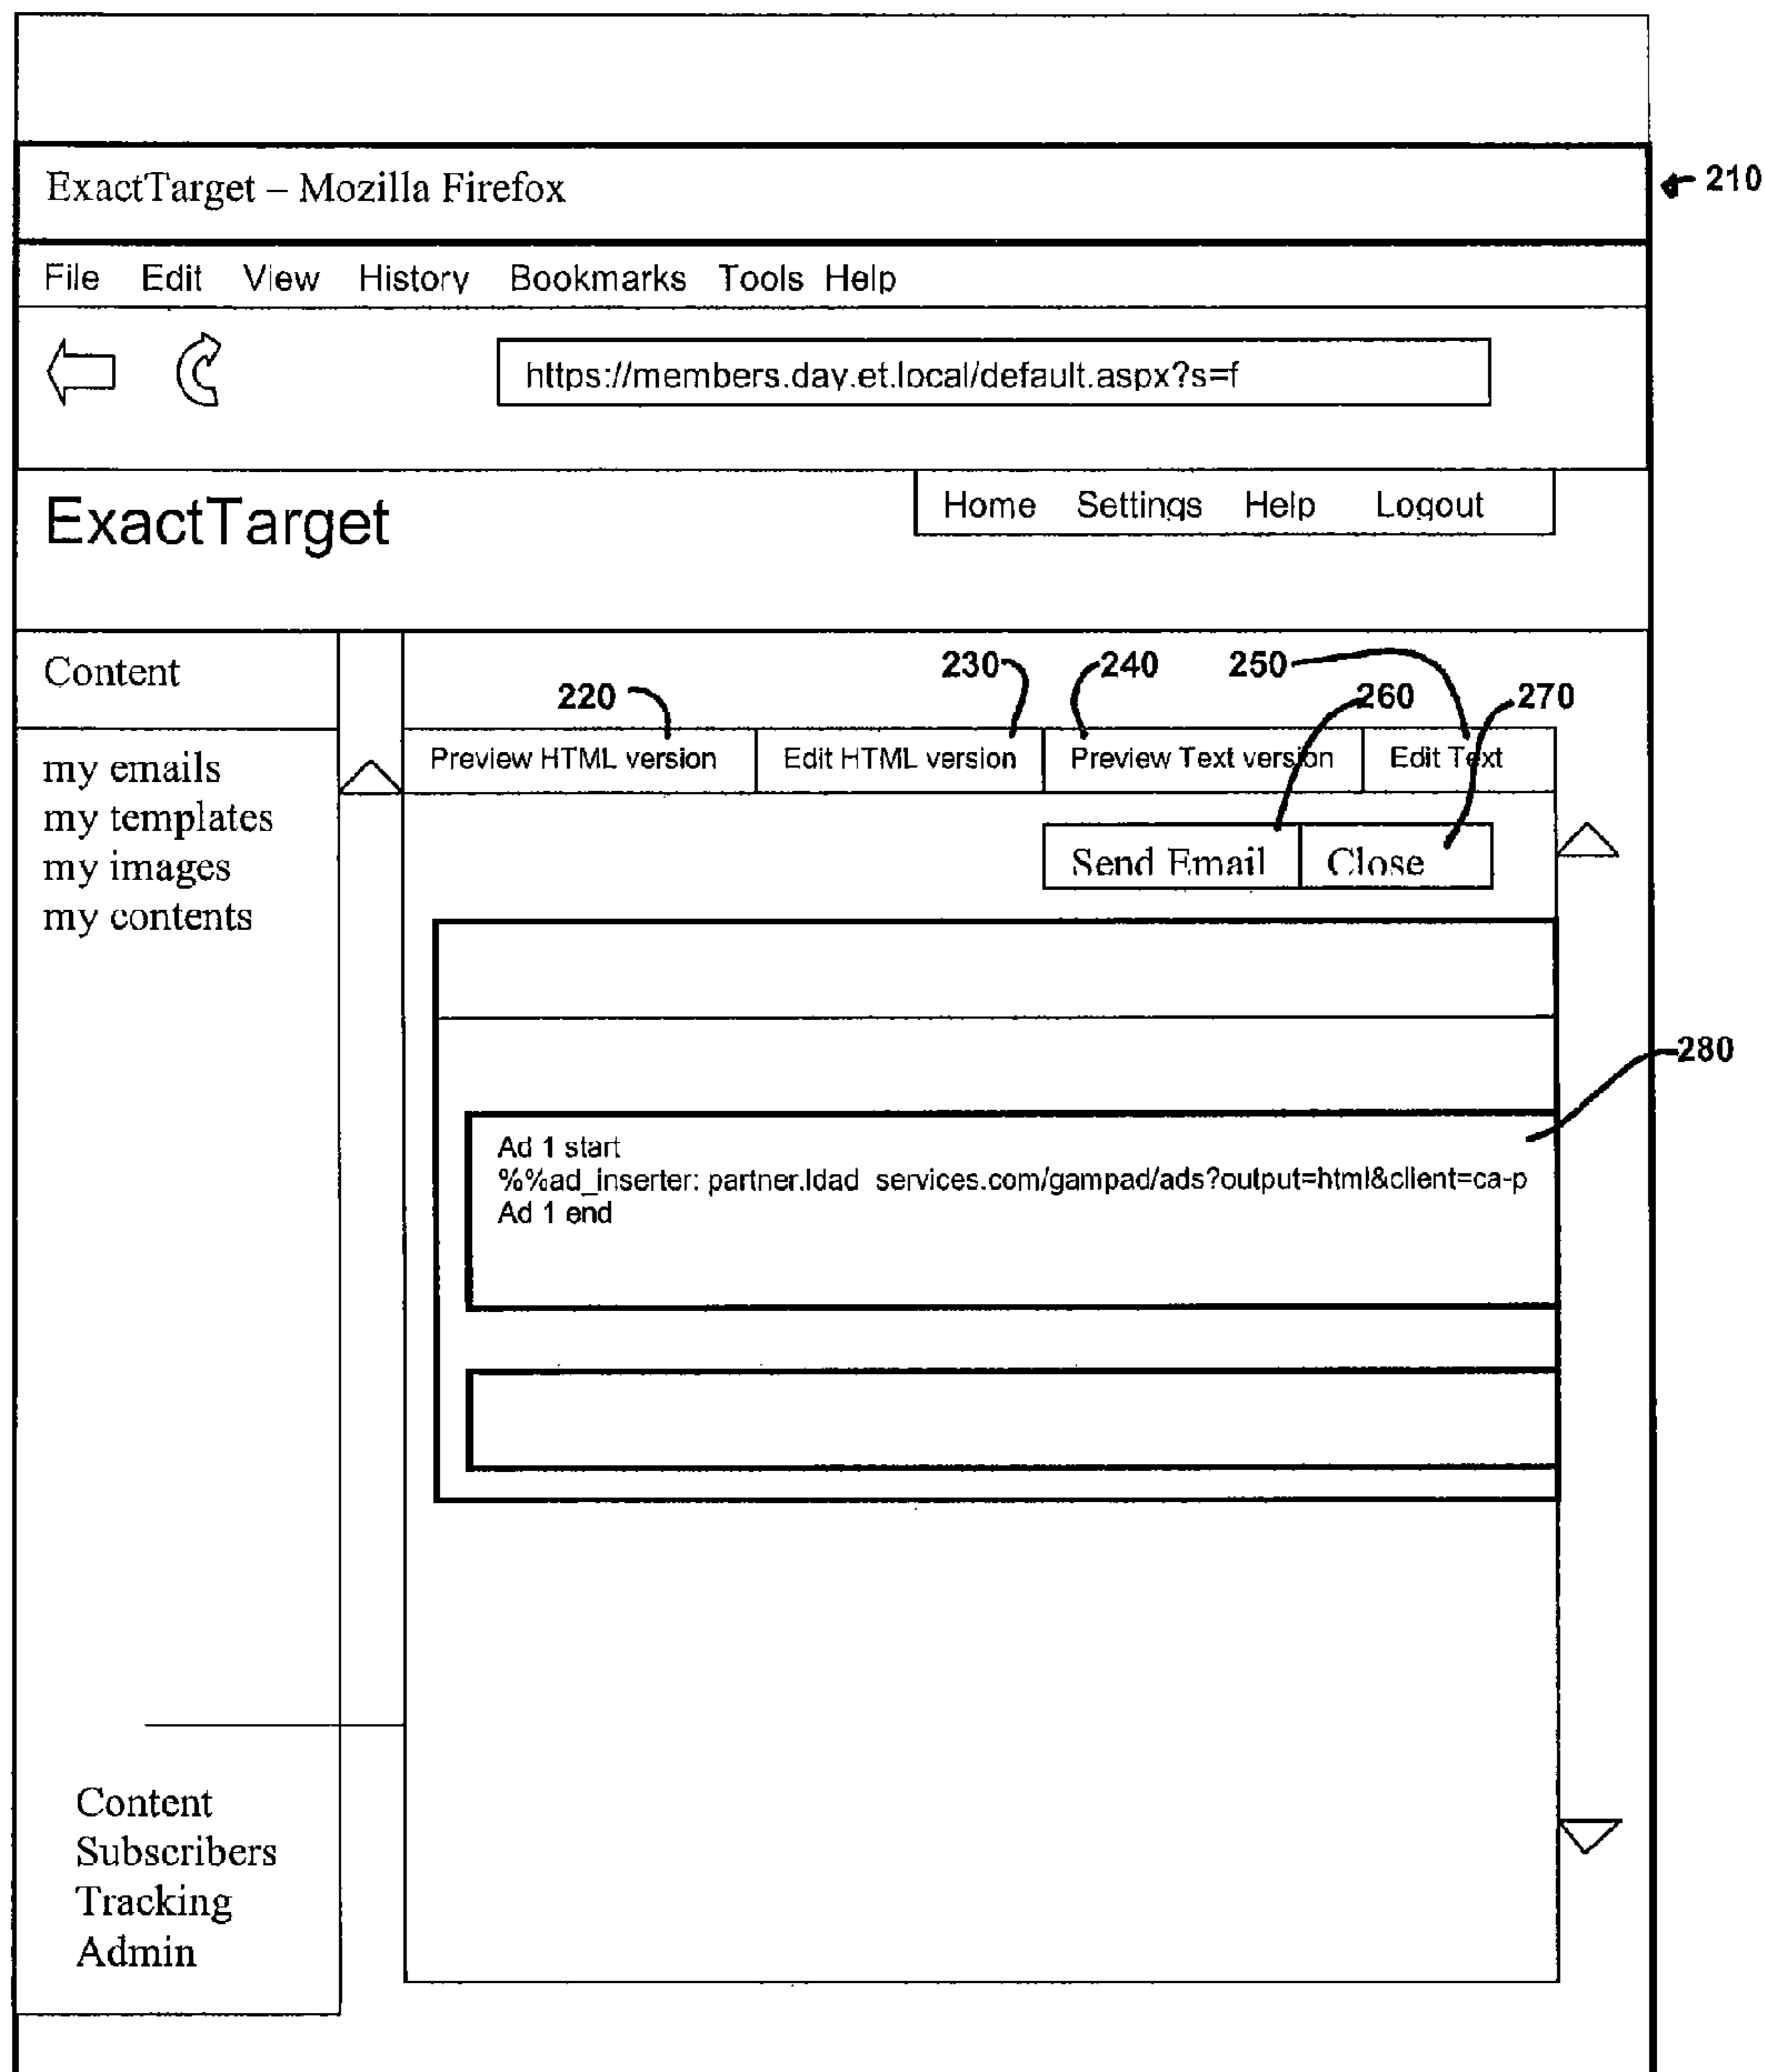 ExactTarget – Mozilla Firefox
210
File Edit View History Bookmarks Tools Help
https://members.day.et.local/default.aspx?s=f
ExactTarget
Home Settings Help Logout
Content
220
230
240
250
260
270
Preview HTML version
Edit HTML version
Preview Text version
Edit Text
my emails
my templates
my images
my contents
Send Email
Close
280
Ad 1 start
%%ad_inserter: partner.ldad services.com/gampad/ads?output=html&client=ca-p
Ad 1 end
Content
Subscribers
Tracking
Admin